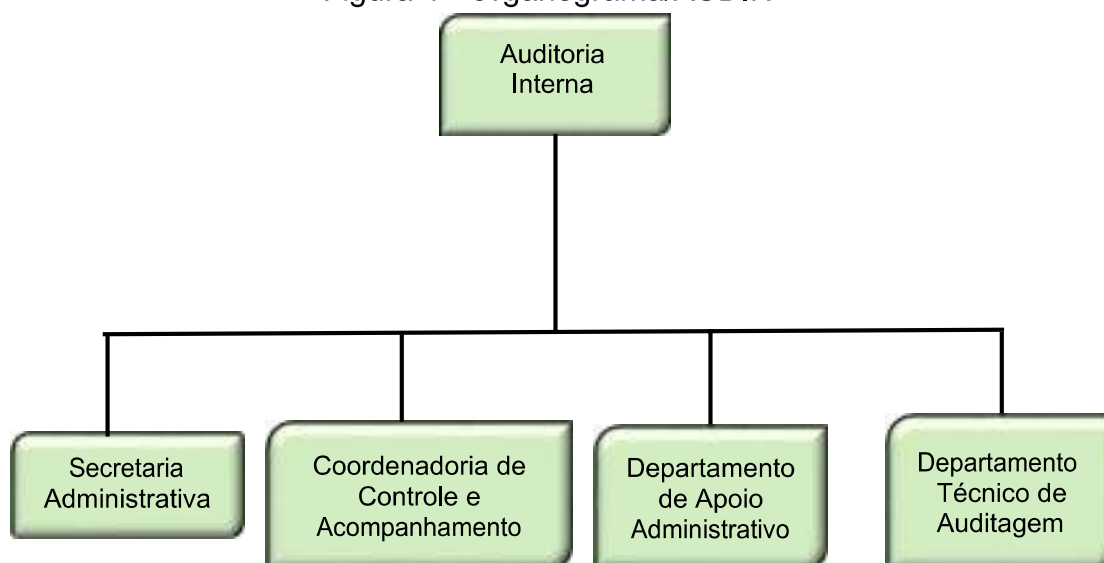 Auditoria
Interna
Secretaria
Administrativa
Coordenadoria de
Controle e
Acompanhamento
Departamento
de Apoio
Administrativo
Departamento
Técnico de
Auditagem